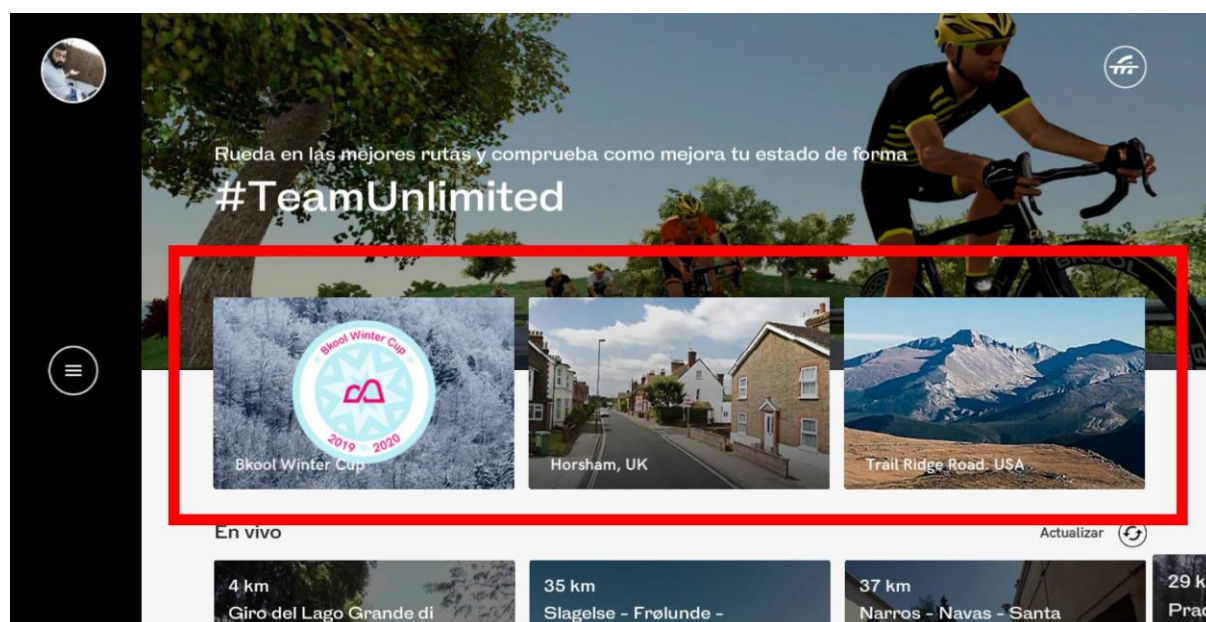 Rueda en las mejores rutas y comprueba como mejora tu estado de forma
#TeamUnlimited
Bkool Winter Cup
2019 2020
Bkool Winter Cup
Horsham, UK
Trail Ridge Road. USA
En vivo
Actualizar
4 km
Giro del Lago Grande di
35 km
Slagelse - Frølunde -
37 km
Narros - Navas - Santa
29 k